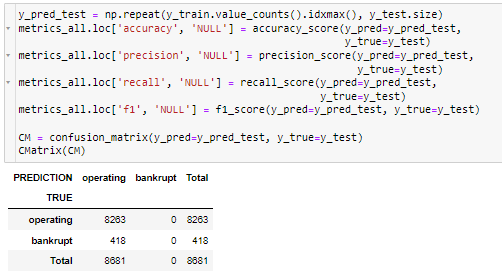 y_pred_test = np.repeat(y_train.value_counts().idxmax(), y_test.size)
metrics_all.loc['accuracy', 'NULL'] = accuracy_score(y_pred=y_pred_test,
y_true=y_test)
metrics_all.loc['precision', 'NULL'] = precision_score(y_pred=y_pred_test,
y_true=y_test)
metrics_all.loc['recall', 'NULL'] = recall_score(y_pred=y_pred_test,
y_true=y_test)
metrics_all.loc['f1', 'NULL'] = f1_score(y_pred=y_pred_test, y_true=y_test)
CM = confusion_matrix(y_pred=y_pred_test, y_true=y_test)
CMatrix(CM)
PREDICTION operating bankrupt Total
TRUE
operating 8263 0 8263
bankrupt 418 0 418
Total 8681 0 8681